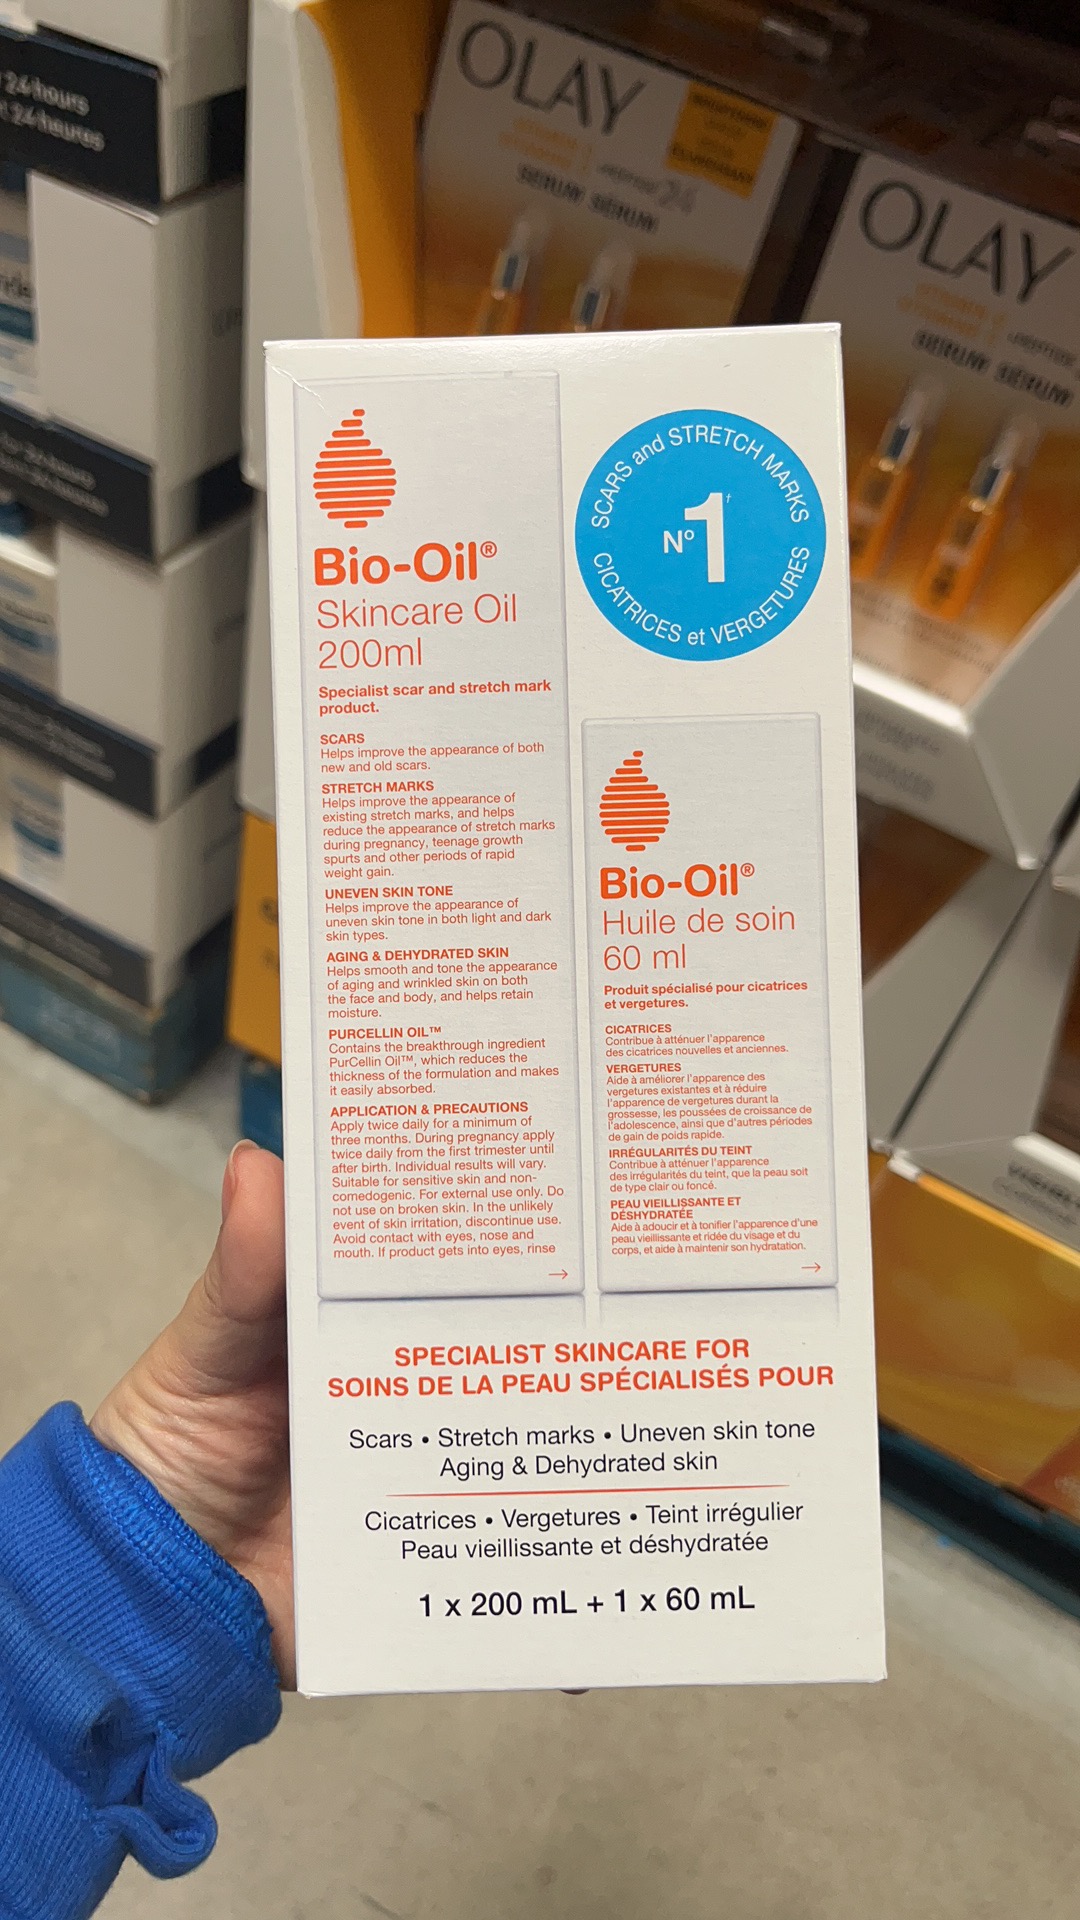 24 hours
24 heures
OLAY
SERUM SÉRUM
OLAY
SERUM SÉRUM
Bio-Oil®
Skincare Oil
200ml
Specialist scar and stretch mark
product.
SCARS
Helps improve the appearance of both
new and old scars.
STRETCH MARKS
Helps improve the appearance of
existing stretch marks, and helps
reduce the appearance of stretch marks
during pregnancy, teenage growth
spurts and other periods of rapid
weight gain.
UNEVEN SKIN TONE
Helps improve the appearance of
uneven skin tone in both light and dark
skin types.
AGING & DEHYDRATED SKIN
Helps smooth and tone the appearance
of aging and wrinkled skin on both
the face and body, and helps retain
moisture.
PURCELLIN OIL™
Contains the breakthrough ingredient
PurCellin Oil™, which reduces the
thickness of the formulation and makes
it easily absorbed.
APPLICATION & PRECAUTIONS
Apply twice daily for a minimum of
three months. During pregnancy apply
twice daily from the first trimester until
after birth. Individual results will vary.
Suitable for sensitive skin and non-
comedogenic. For external use only. Do
not use on broken skin. In the unlikely
event of skin irritation, discontinue use.
Avoid contact with eyes, nose and
mouth. If product gets into eyes, rinse
→
SCARS and STRETCH MARKS
Nº 1†
CICATRICES et VERGETURES
Bio-Oil®
Huile de soin
60 ml
Produit spécialisé pour cicatrices
et vergetures.
CICATRICES
Contribue à atténuer l'apparence
des cicatrices nouvelles et anciennes.
VERGETURES
Aide à améliorer l'apparence des
vergetures existantes et à réduire
l'apparence de vergetures durant la
grossesse, les poussées de croissance de
l'adolescence, ainsi que d'autres périodes
de gain de poids rapide.
IRRÉGULARITÉS DU TEINT
Contribue à atténuer l'apparence
des irrégularités du teint, que la peau soit
de type clair ou foncé.
PEAU VIEILLISSANTE ET
DÉSHYDRATÉE
Aide à adoucir et à tonifier l'apparence d'une
peau vieillissante et ridée du visage et du
corps, et aide à maintenir son hydratation.
→
SPECIALIST SKINCARE FOR
SOINS DE LA PEAU SPÉCIALISÉS POUR
Scars • Stretch marks • Uneven skin tone
Aging & Dehydrated skin
Cicatrices • Vergetures • Teint irrégulier
Peau vieillissante et déshydratée
1 x 200 mL + 1 x 60 mL